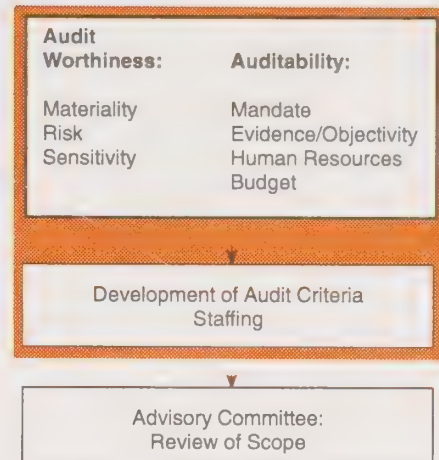 Audit
Worthiness:
Auditability:
Materiality
Risk
Sensitivity
Mandate
Evidence/Objectivity
Human Resources
Budget
Development of Audit Criteria
Staffing
Advisory Committee:
Review of Scope